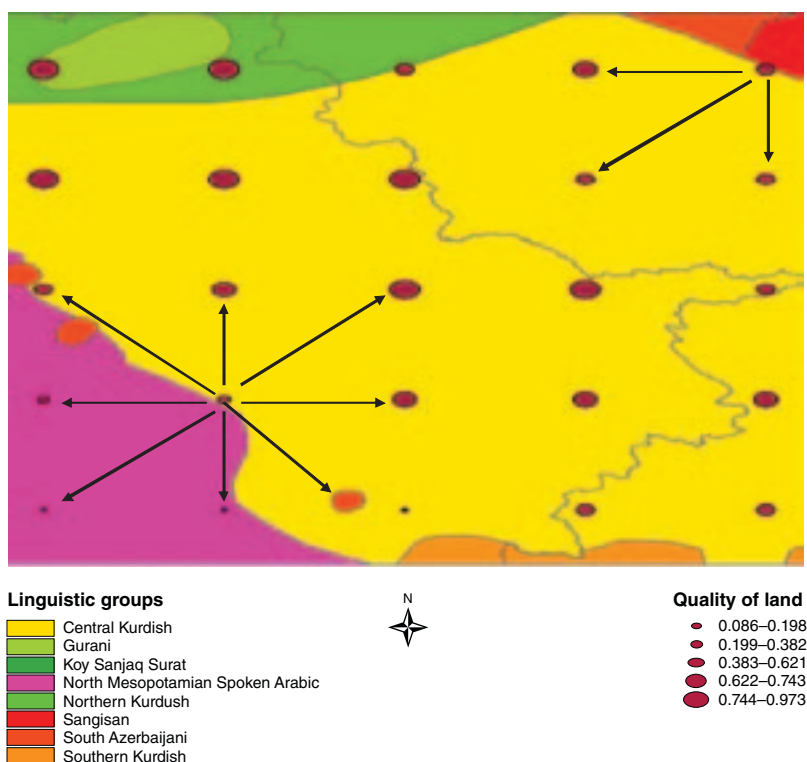 N
Linguistic groups
Central Kurdish
Gurani
Koy Sanjaq Surat
North Mesopotamian Spoken Arabic
Northern Kurdush
Sangisan
South Azerbaijani
Southern Kurdish
Quality of land
0.086–0.198
0.199–0.382
0.383–0.621
0.622–0.743
0.744–0.973